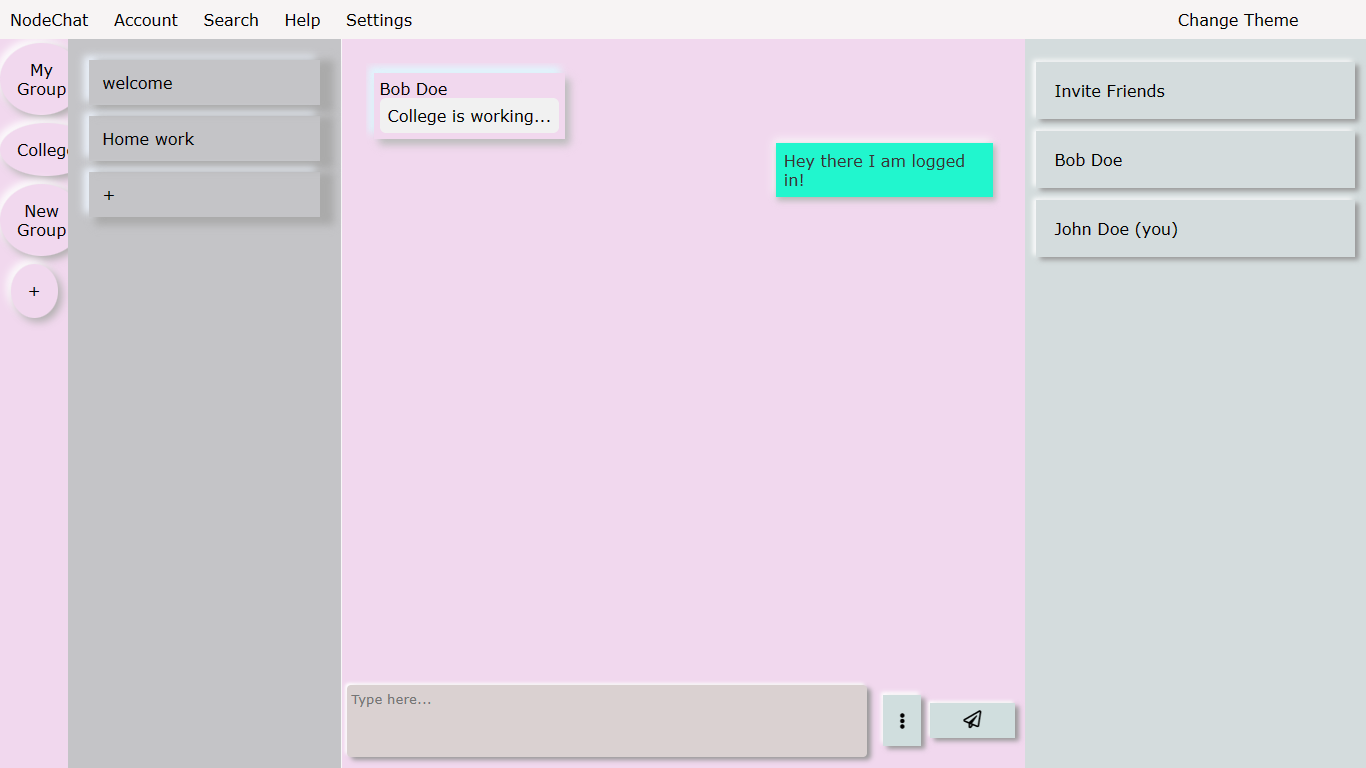 NodeChat Account Search Help Settings Change Theme
My
Group
College
New
Group
+
welcome
Home work
+
Bob Doe
College is working...
Hey there I am logged
in!
Type here...
Invite Friends
Bob Doe
John Doe (you)